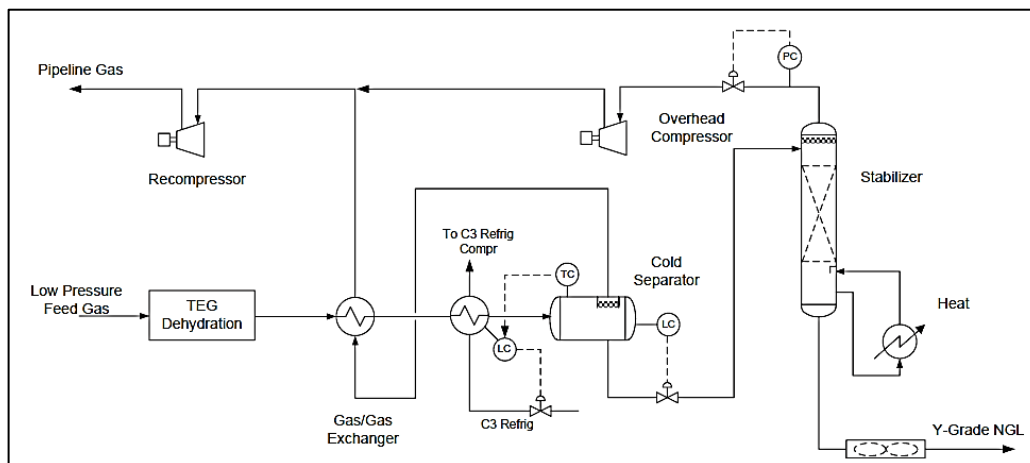 PC
Pipeline Gas
Overhead
Compressor
Recompressor
Stabilizer
To C3 Refrig
Compr
Cold
Separator
TC
Low Pressure
Feed Gas
TEG
Dehydration
LC
LC
Heat
Gas/Gas
Exchanger
C3 Refrig
Y-Grade NGL